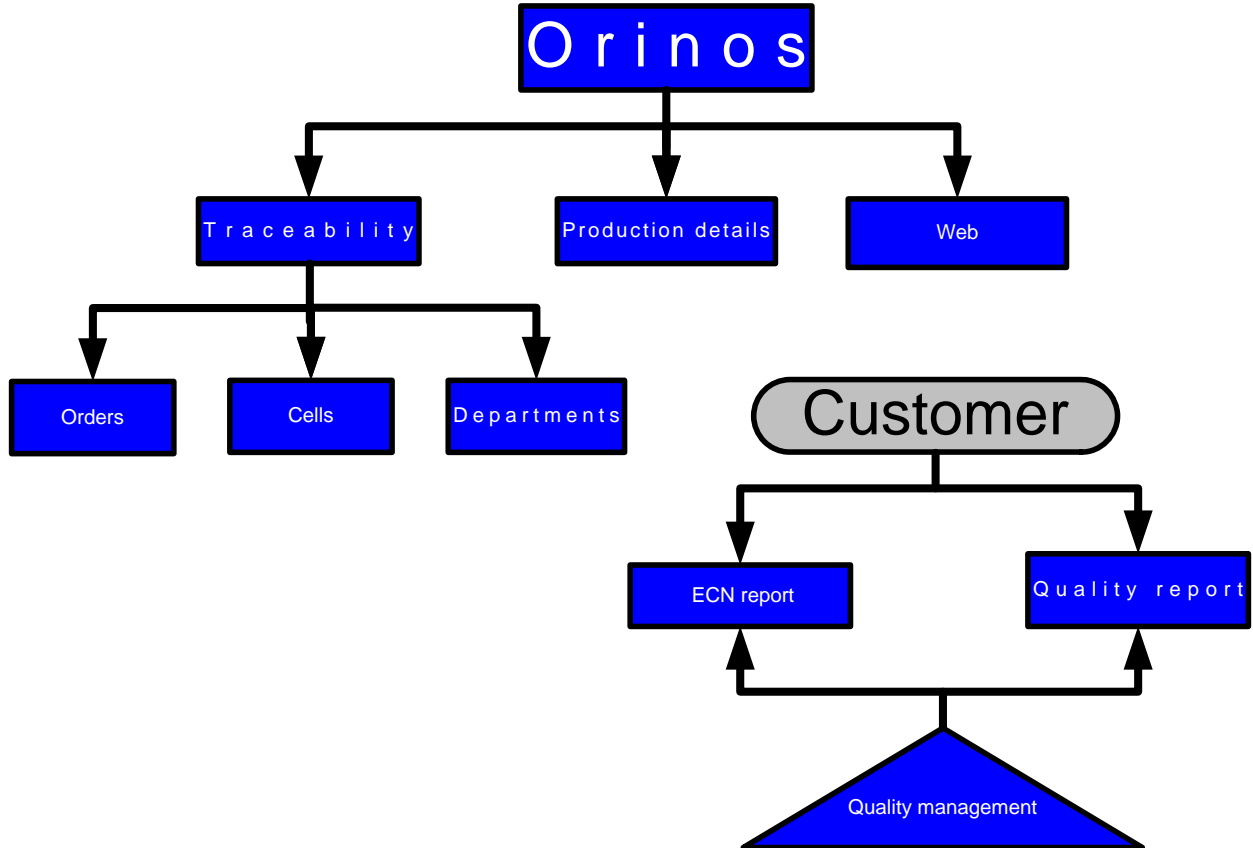 Orinos
Traceability
Production details
Web
Orders
Cells
Departments
Customer
ECN report
Quality report
Quality management